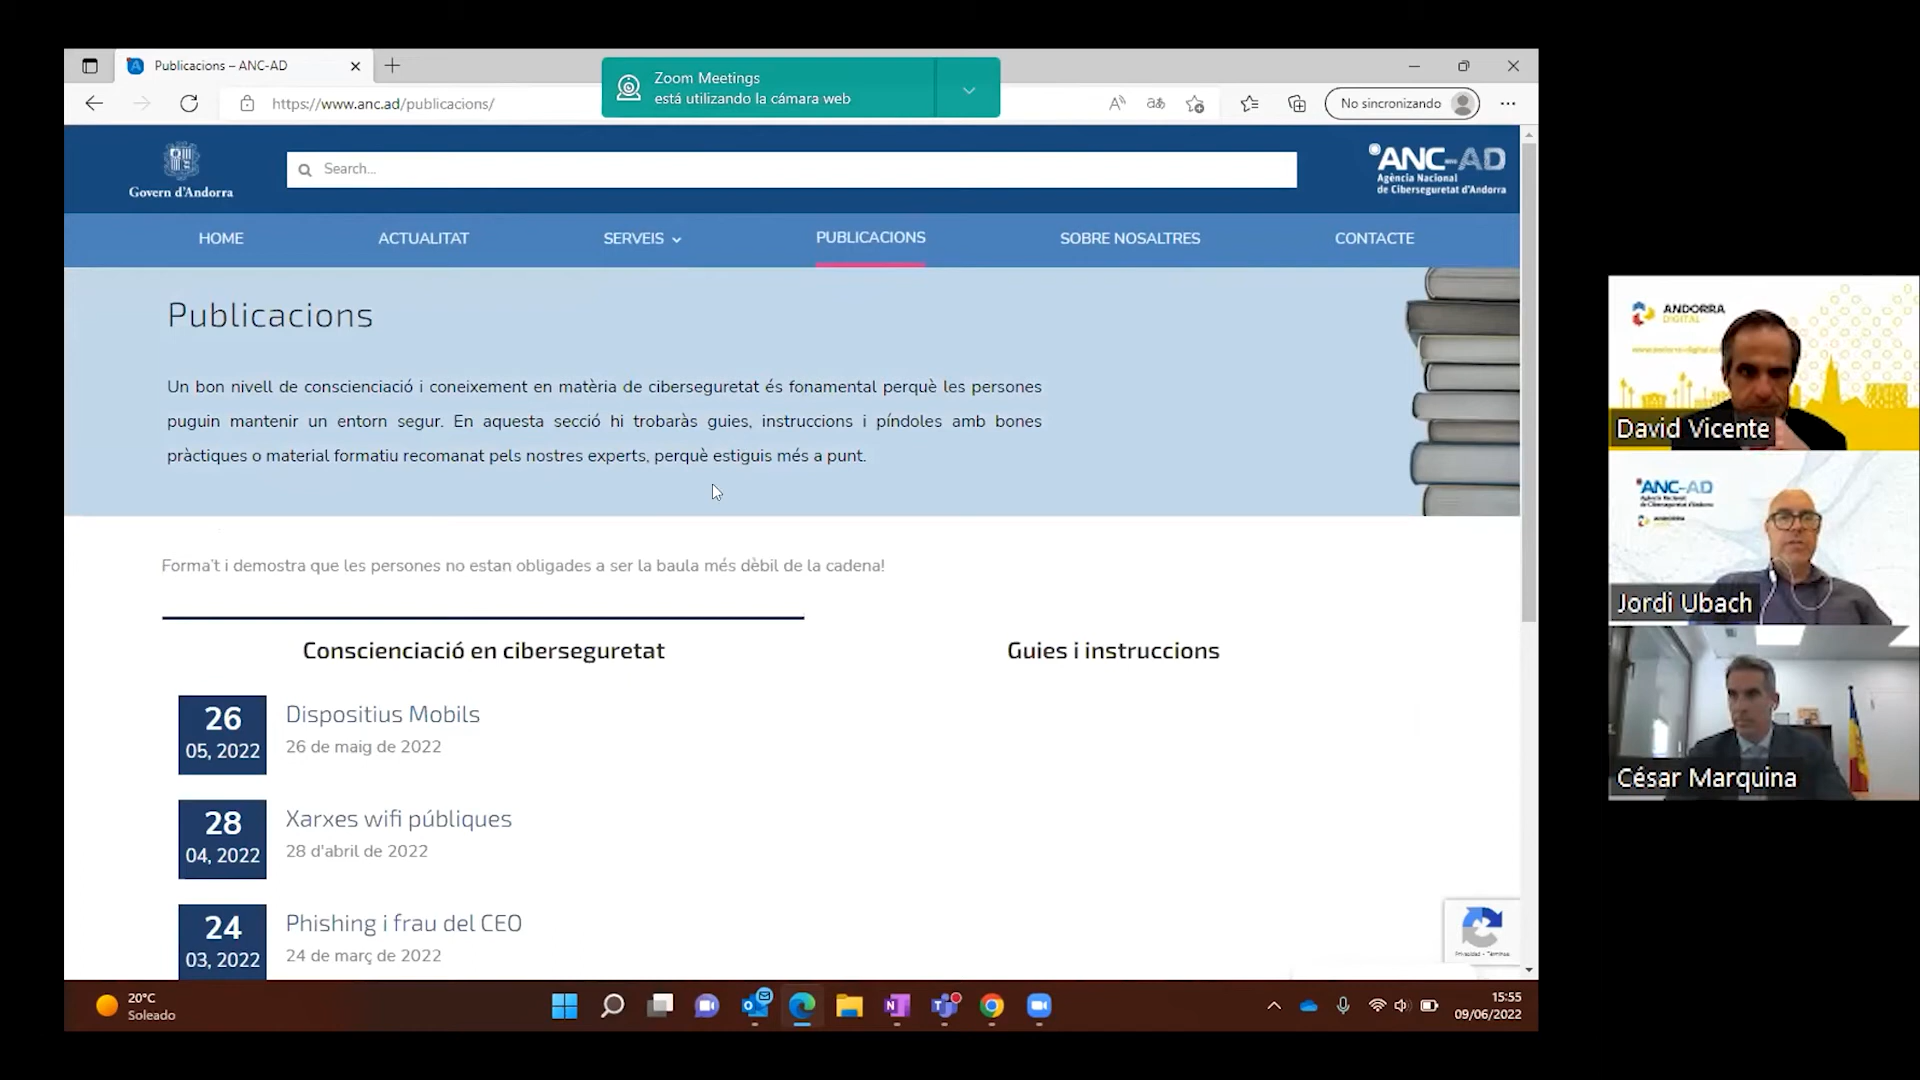 Publicacions – ANC-AD
Zoom Meetings
está utilizando la cámara web
https://www.anc.ad/publicacions/
No sincronizando
Govern d'Andorra
Search...
ANC-AD
Agència Nacional
de Ciberseguretat d'Andorra
HOME
ACTUALITAT
SERVEIS
PUBLICACIONS
SOBRE NOSALTRES
CONTACTE
Publicacions
Un bon nivell de conscienciació i coneixement en matèria de ciberseguretat és fonamental perquè les persones
puguin mantenir un entorn segur. En aquesta secció hi trobaràs guies, instruccions i píndoles amb bones
pràctiques o material formatiu recomanat pels nostres experts, perquè estiguis més a punt.
Forma't i demostra que les persones no estan obligades a ser la baula més dèbil de la cadena!
Conscienciació en ciberseguretat
Guies i instruccions
26
05, 2022
Dispositius Mobils
26 de maig de 2022
28
04, 2022
Xarxes wifi públiques
28 d'abril de 2022
24
03, 2022
Phishing i frau del CEO
24 de març de 2022
20°C
Soleado
15:55
09/06/2022
ANDORRA
DIGITAL
David Vicente
ANC-AD
Jordi Ubach
César Marquina